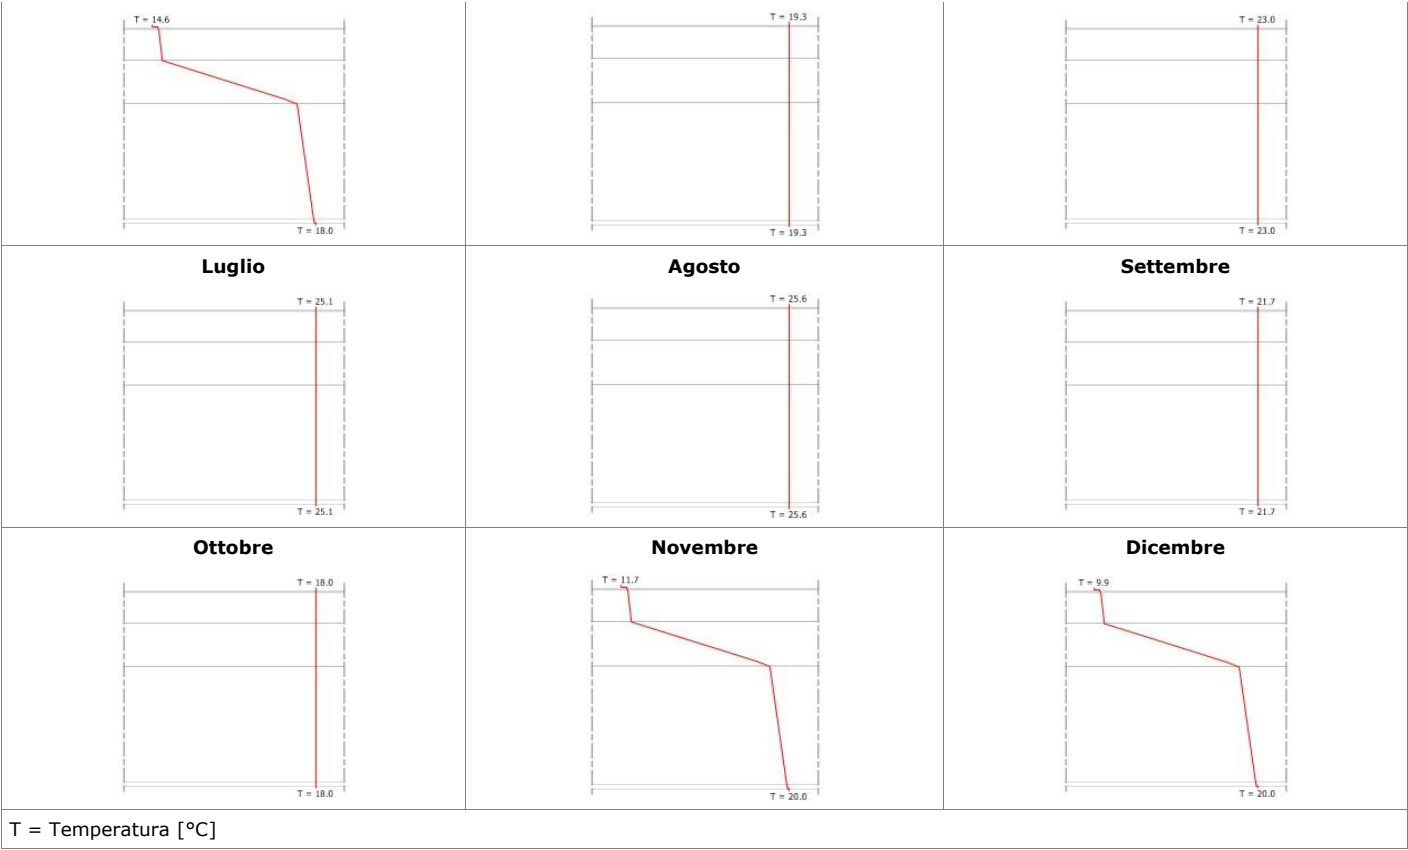 T = 14.6
T = 19.3
T = 23.0
T = 18.0
T = 19.3
T = 23.0
Luglio
Agosto
Settembre
T = 25.1
T = 25.6
T = 21.7
T = 25.1
T = 25.6
T = 21.7
Ottobre
Novembre
Dicembre
T = 18.0
T = 11.7
T = 9.9
T = 18.0
T = 20.0
T = 20.0
T = Temperatura [°C]